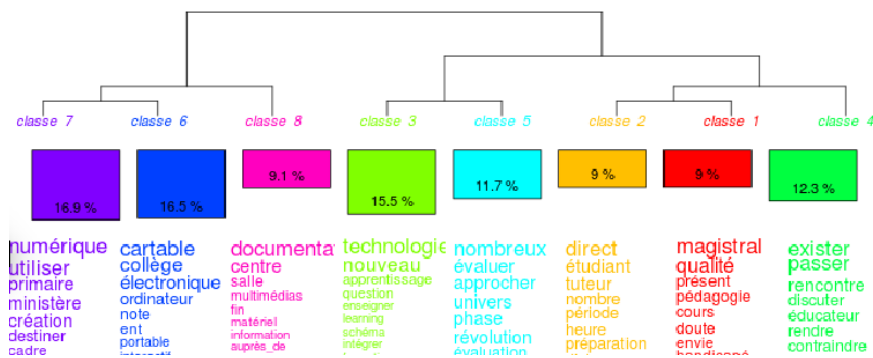 classe 7 classe 6 classe 8 classe 3 classe 5 classe 2 classe 1 classe 4
16.9 % 16.5 % 9.1 % 15.5 % 11.7 % 9 % 9 % 12.3 %
numérique cartable documenta technologie nombreux direct magistral exister
utiliser collège centre nouveau évaluer étudiant qualité passer
primaire électronique salle apprentissage approcher tuteur présent rencontre
ministère ordinateur multimédias question univers nombre pédagogie discuter
création note fin enseigner phase période cours éducateur
destiner ent matériel learning révolution heure doute rendre
cadre portable information schéma évaluation préparation envie contraindre
auprès_de intégrer